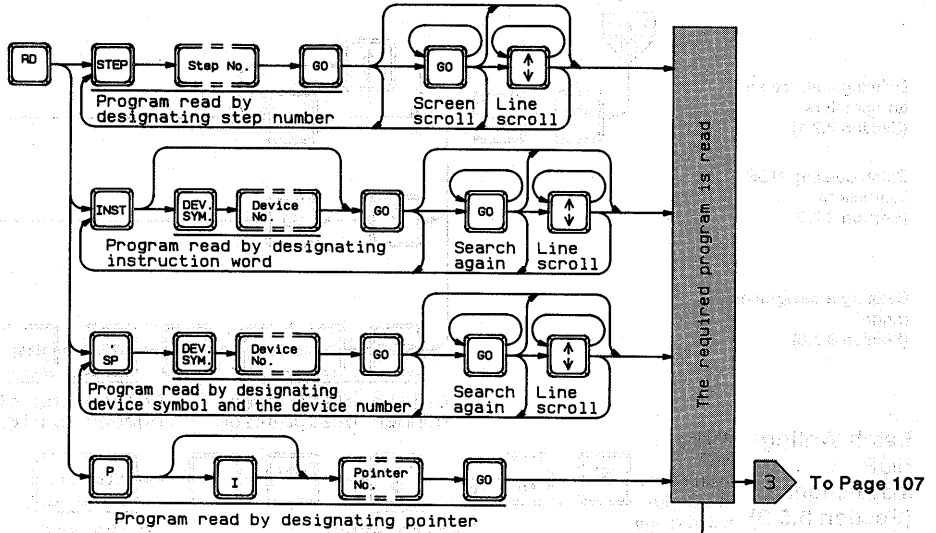 RD
STEP
Step No.
GO
GO
Program read by
designating step number
Screen
scroll
Line
scroll
INST
DEV.
SYM.
Device
No.
GO
GO
Program read by designating
instruction word
Search
again
Line
scroll
'
SP
DEV.
SYM.
Device
No.
GO
GO
Program read by designating
device symbol and the device number
Search
again
Line
scroll
P
I
Pointer
No.
GO
Program read by designating pointer
The required program is read
3
To Page 107